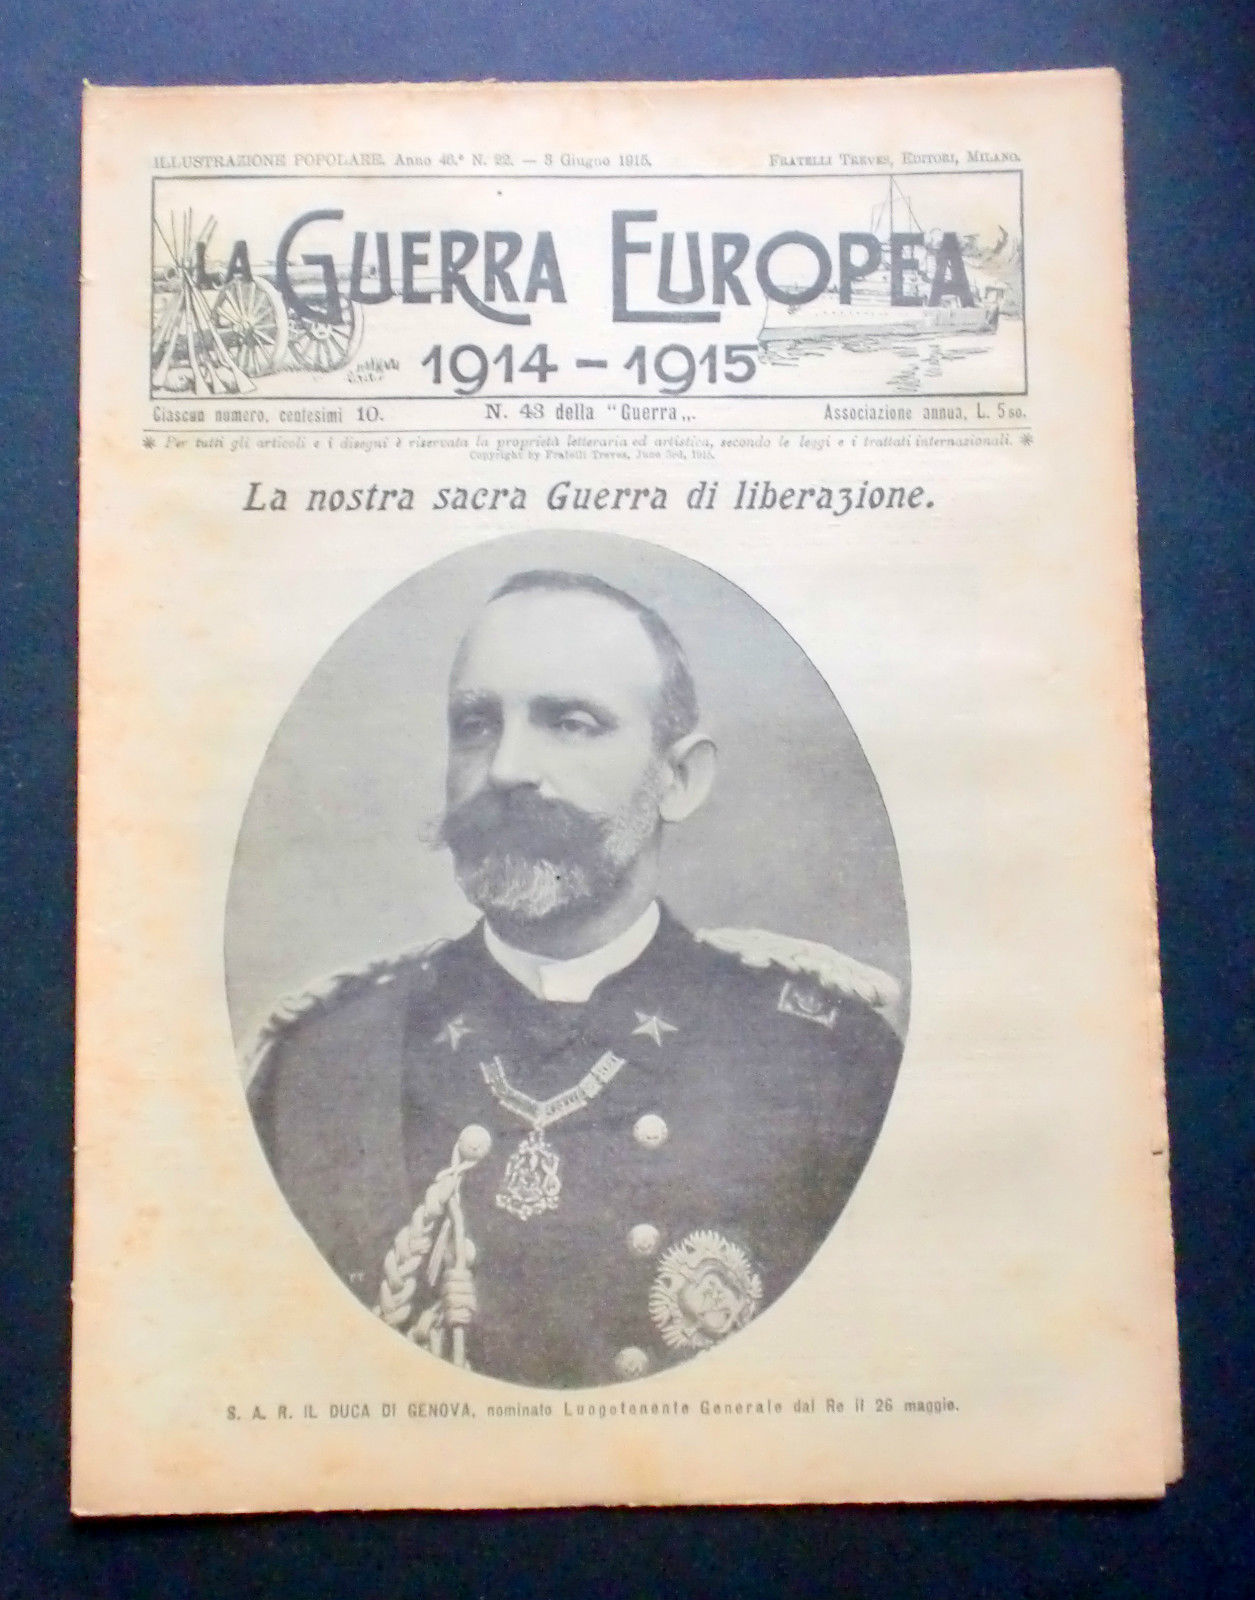 ILLUSTRAZIONE POPOLARE. Anno 46.° N. 22. — 3 Giugno 1915. FRATELLI TREVES, EDITORI, MILANO.
LA GUERRA EUROPEA
1914-1915
Ciascun numero, centesimi 10. N. 43 della "Guerra„. Associazione annua, L. 5 50.
* Per tutti gli articoli e i disegni è riservata la proprietà letteraria ed artistica, secondo le leggi e i trattati internazionali. *
Copyright by Fratelli Treves, June 3rd, 1915.
La nostra sacra Guerra di liberazione.
S. A. R. IL DUCA DI GENOVA, nominato Luogotenente Generale dal Re il 26 maggio.